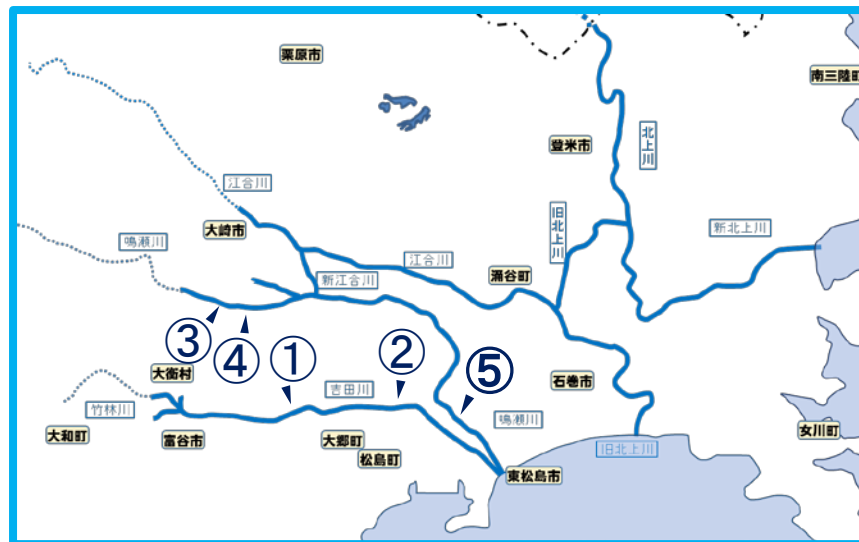 栗原市
南三陸町
北上川
登米市
江合川
旧北上川
大崎市
鳴瀬川
新北上川
江合川
新江合川
涌谷町
③
④
①
②
⑤
大衡村
吉田川
石巻市
竹林川
鳴瀬川
大和町
富谷市
大郷町
女川町
松島町
旧北上川
東松島市